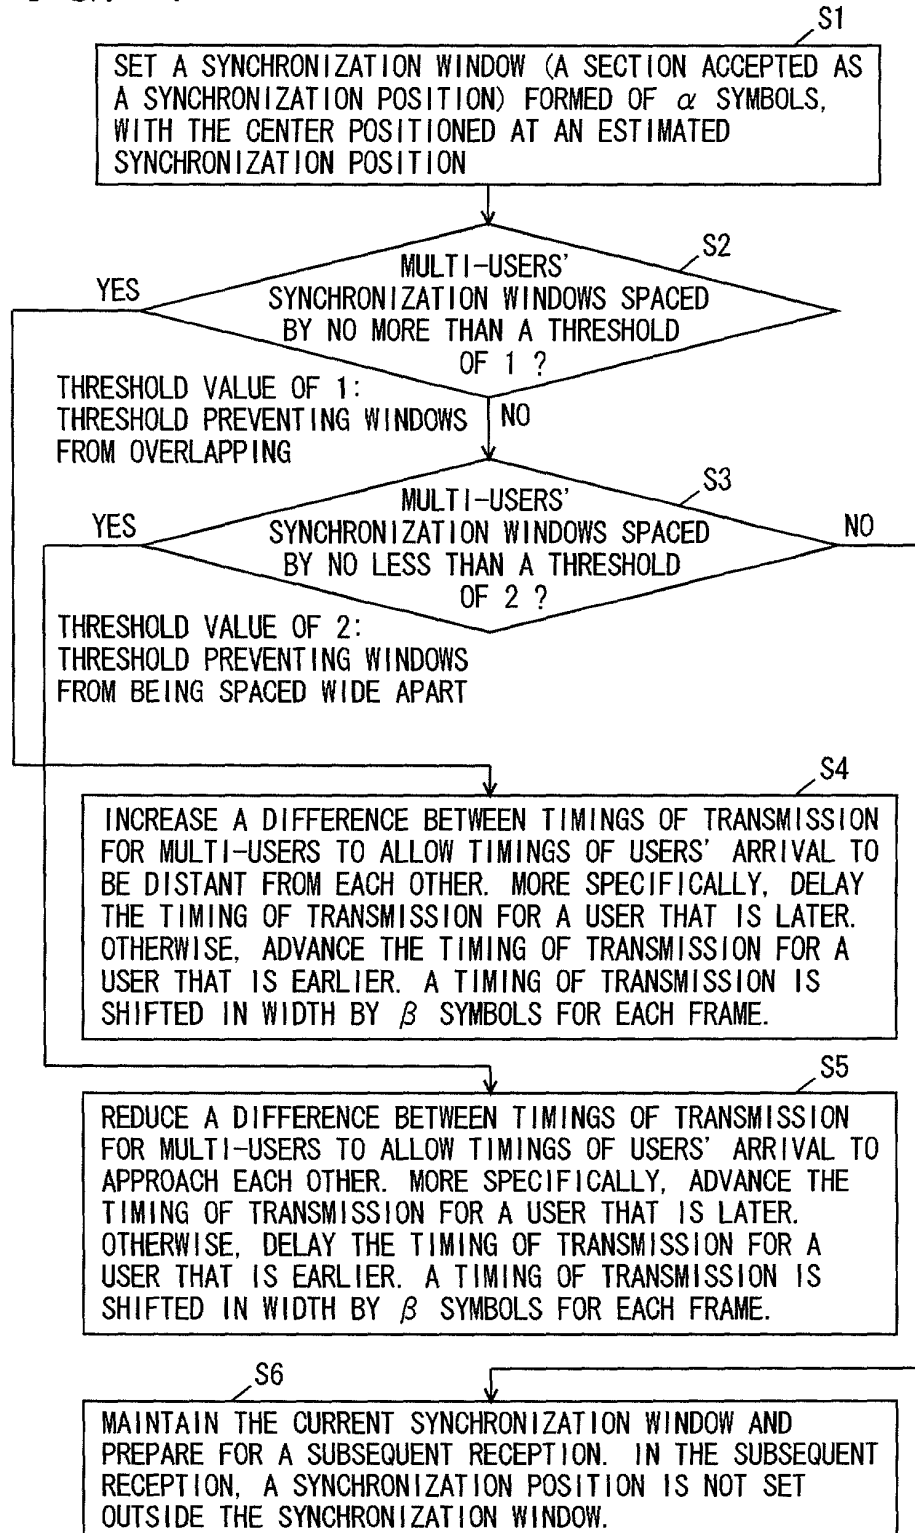 S1
SET A SYNCHRONIZATION WINDOW (A SECTION ACCEPTED AS
A SYNCHRONIZATION POSITION) FORMED OF α SYMBOLS,
WITH THE CENTER POSITIONED AT AN ESTIMATED
SYNCHRONIZATION POSITION
S2
MULTI-USERS'
SYNCHRONIZATION WINDOWS SPACED
BY NO MORE THAN A THRESHOLD
OF 1 ?
YES
THRESHOLD VALUE OF 1:
THRESHOLD PREVENTING WINDOWS
FROM OVERLAPPING
NO
S3
MULTI-USERS'
SYNCHRONIZATION WINDOWS SPACED
BY NO LESS THAN A THRESHOLD
OF 2 ?
YES
NO
THRESHOLD VALUE OF 2:
THRESHOLD PREVENTING WINDOWS
FROM BEING SPACED WIDE APART
S4
INCREASE A DIFFERENCE BETWEEN TIMINGS OF TRANSMISSION
FOR MULTI-USERS TO ALLOW TIMINGS OF USERS' ARRIVAL TO
BE DISTANT FROM EACH OTHER. MORE SPECIFICALLY, DELAY
THE TIMING OF TRANSMISSION FOR A USER THAT IS LATER.
OTHERWISE, ADVANCE THE TIMING OF TRANSMISSION FOR A
USER THAT IS EARLIER. A TIMING OF TRANSMISSION IS
SHIFTED IN WIDTH BY β SYMBOLS FOR EACH FRAME.
S5
REDUCE A DIFFERENCE BETWEEN TIMINGS OF TRANSMISSION
FOR MULTI-USERS TO ALLOW TIMINGS OF USERS' ARRIVAL TO
APPROACH EACH OTHER. MORE SPECIFICALLY, ADVANCE THE
TIMING OF TRANSMISSION FOR A USER THAT IS LATER.
OTHERWISE, DELAY THE TIMING OF TRANSMISSION FOR A
USER THAT IS EARLIER. A TIMING OF TRANSMISSION IS
SHIFTED IN WIDTH BY β SYMBOLS FOR EACH FRAME.
S6
MAINTAIN THE CURRENT SYNCHRONIZATION WINDOW AND
PREPARE FOR A SUBSEQUENT RECEPTION. IN THE SUBSEQUENT
RECEPTION, A SYNCHRONIZATION POSITION IS NOT SET
OUTSIDE THE SYNCHRONIZATION WINDOW.